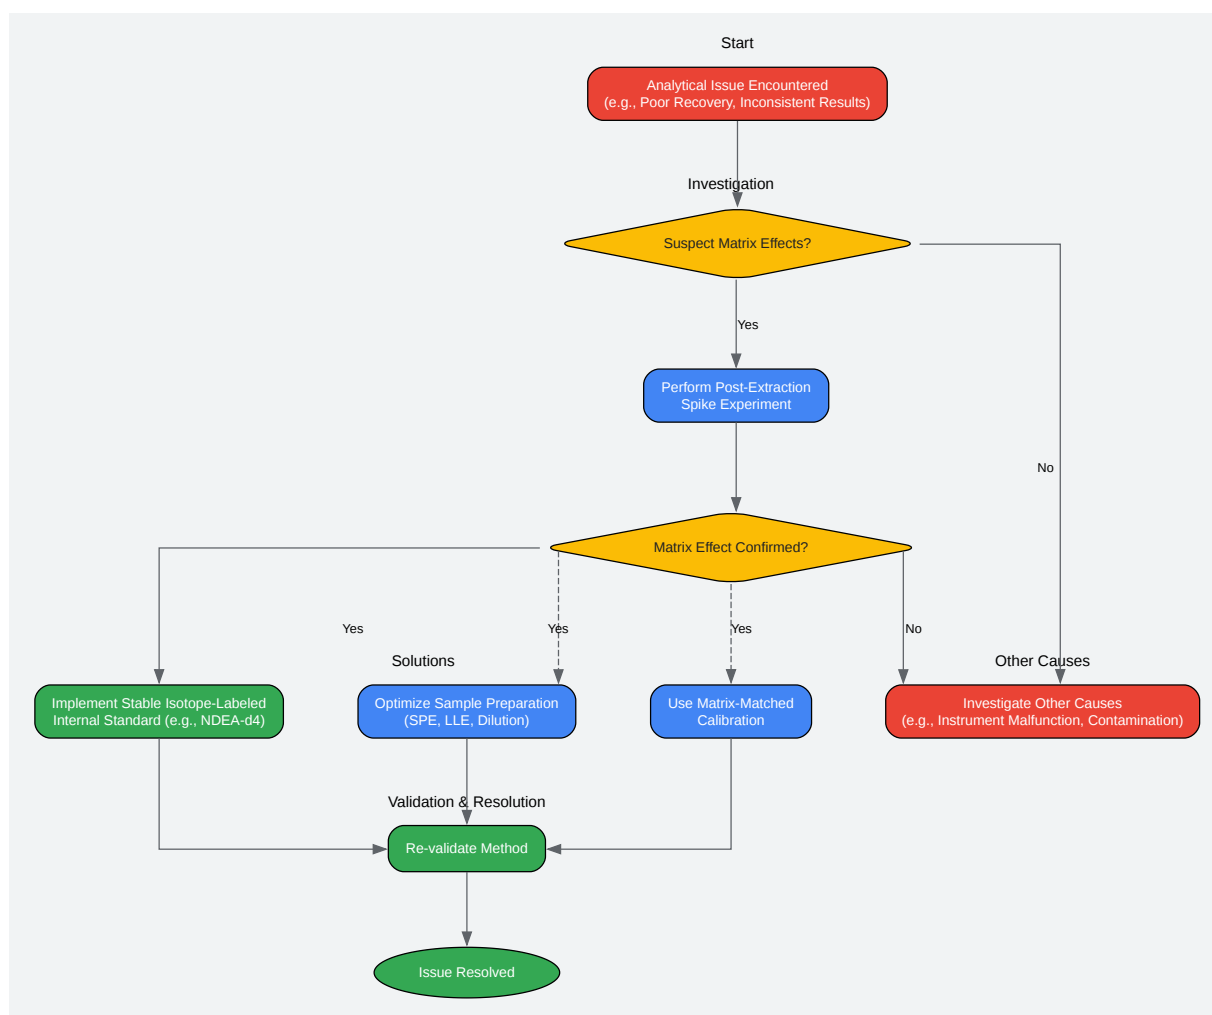 Start
Analytical Issue Encountered
(e.g., Poor Recovery, Inconsistent Results)
Investigation
Suspect Matrix Effects?
Yes
Perform Post-Extraction
Spike Experiment
No
Matrix Effect Confirmed?
Yes
Yes
Yes
No
Solutions
Other Causes
Implement Stable Isotope-Labeled
Internal Standard (e.g., NDEA-d4)
Optimize Sample Preparation
(SPE, LLE, Dilution)
Use Matrix-Matched
Calibration
Investigate Other Causes
(e.g., Instrument Malfunction, Contamination)
Validation & Resolution
Re-validate Method
Issue Resolved